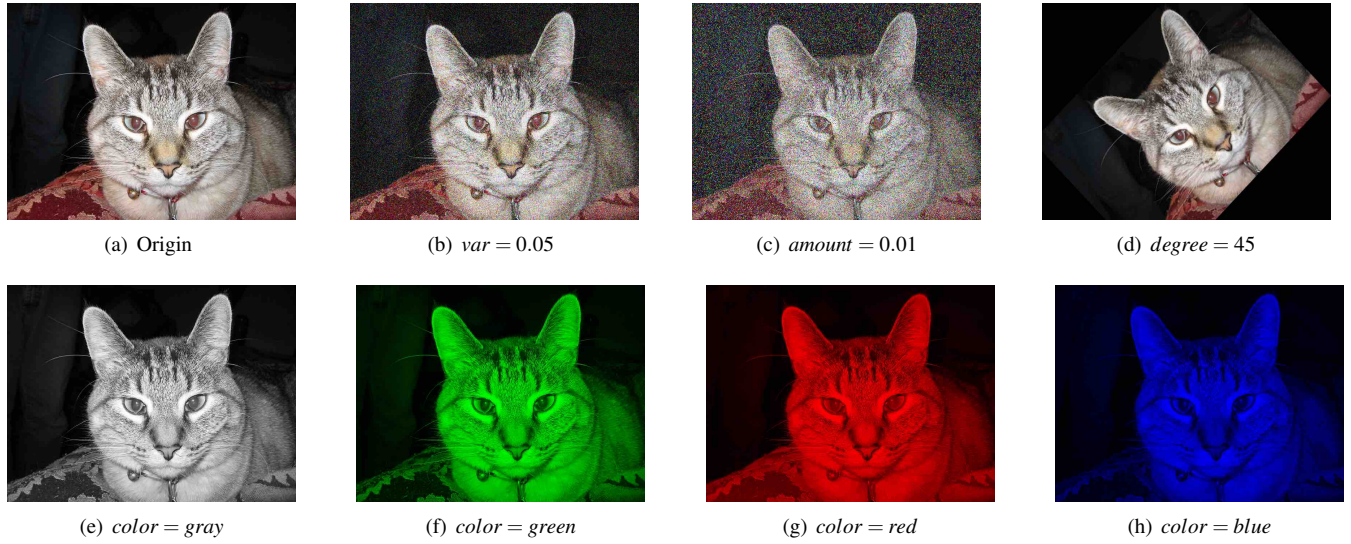 (a) Origin
(b) var = 0.05
(c) amount = 0.01
(d) degree = 45
(e) color = gray
(f) color = green
(g) color = red
(h) color = blue